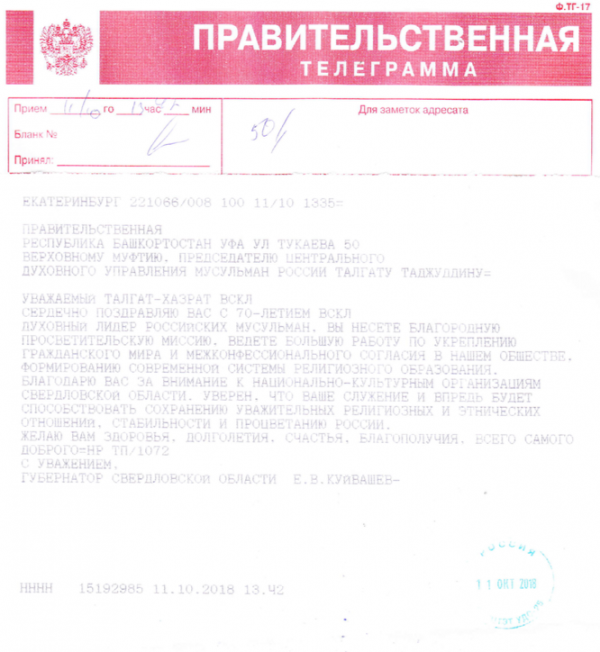 Ф.ТГ-17
ПРАВИТЕЛЬСТВЕННАЯ
ТЕЛЕГРАММА
Прием 11/10 го 13 час мин
Для заметок адресата
Бланк №
50/
Принял:
ЕКАТЕРИНБУРГ 221066/008 100 11/10 1335=
ПРАВИТЕЛЬСТВЕННАЯ
РЕСПУБЛИКА БАШКОРТОСТАН УФА УЛ ТУКАЕВА 50
ВЕРХОВНОМУ МУФТИЮ, ПРЕДСЕДАТЕЛЮ ЦЕНТРАЛЬНОГО
ДУХОВНОГО УПРАВЛЕНИЯ МУСУЛЬМАН РОССИИ ТАЛГАТУ ТАДЖУДДИНУ=
УВАЖАЕМЫЙ ТАЛГАТ-ХАЗРАТ ВСКЛ
СЕРДЕЧНО ПОЗДРАВЛЯЮ ВАС С 70-ЛЕТИЕМ ВСКЛ
ДУХОВНЫЙ ЛИДЕР РОССИЙСКИХ МУСУЛЬМАН, ВЫ НЕСЕТЕ БЛАГОРОДНУЮ
ПРОСВЕТИТЕЛЬСКУЮ МИССИЮ, ВЕДЕТЕ БОЛЬШУЮ РАБОТУ ПО УКРЕПЛЕНИЮ
ГРАЖДАНСКОГО МИРА И МЕЖКОНФЕССИОНАЛЬНОГО СОГЛАСИЯ В НАШЕМ ОБЩЕСТВЕ,
ФОРМИРОВАНИЮ СОВРЕМЕННОЙ СИСТЕМЫ РЕЛИГИОЗНОГО ОБРАЗОВАНИЯ.
БЛАГОДАРЮ ВАС ЗА ВНИМАНИЕ К НАЦИОНАЛЬНО-КУЛЬТУРНЫМ ОРГАНИЗАЦИЯМ
СВЕРДЛОВСКОЙ ОБЛАСТИ. УВЕРЕН, ЧТО ВАШЕ СЛУЖЕНИЕ И ВПРЕДЬ БУДЕТ
СПОСОБСТВОВАТЬ СОХРАНЕНИЮ УВАЖИТЕЛЬНЫХ РЕЛИГИОЗНЫХ И ЭТНИЧЕСКИХ
ОТНОШЕНИЙ, СТАБИЛЬНОСТИ И ПРОЦВЕТАНИЮ РОССИИ.
ЖЕЛАЮ ВАМ ЗДОРОВЬЯ, ДОЛГОЛЕТИЯ, СЧАСТЬЯ, БЛАГОПОЛУЧИЯ, ВСЕГО САМОГО
ДОБРОГО=НР ТП/1072
С УВАЖЕНИЕМ,
ГУБЕРНАТОР СВЕРДЛОВСКОЙ ОБЛАСТИ Е.В.КУЙВАШЕВ-
РОССИЯ
11 ОКТ 2018
НННН 15192985 11.10.2018 13.42